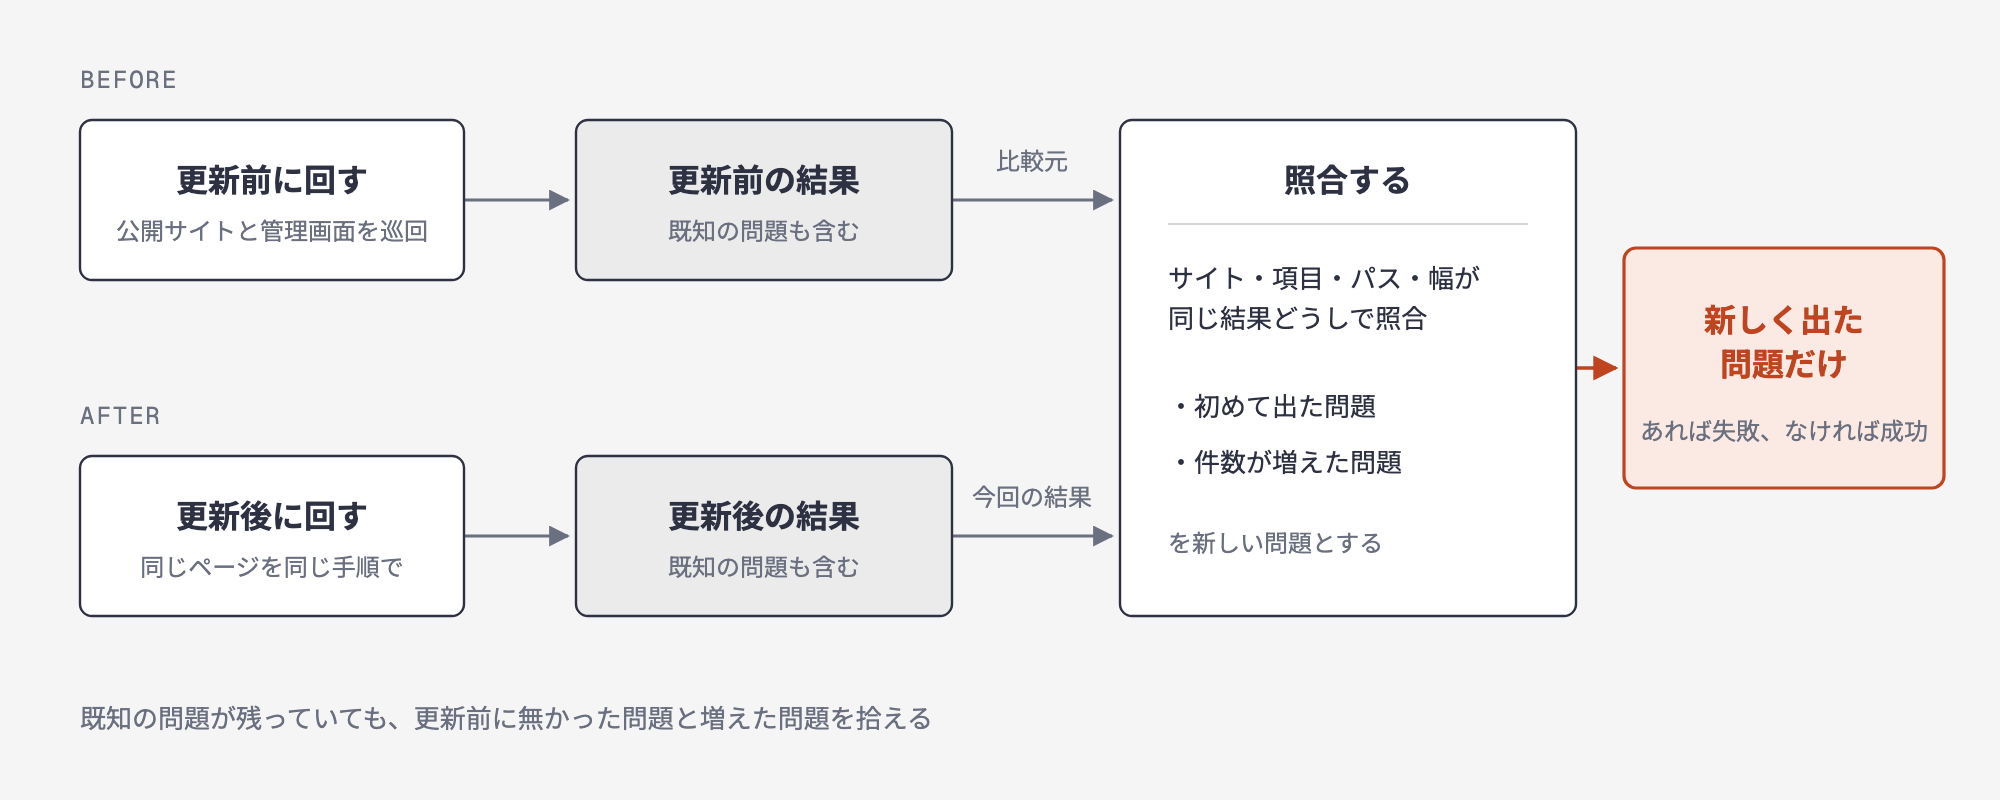 BEFORE
更新前に回す
公開サイトと管理画面を巡回
更新前の結果
既知の問題も含む
比較元
AFTER
更新後に回す
同じページを同じ手順で
更新後の結果
既知の問題も含む
今回の結果
照合する
サイト・項目・パス・幅が
同じ結果どうしで照合
・初めて出た問題
・件数が増えた問題
を新しい問題とする
新しく出た
問題だけ
あれば失敗、なければ成功
既知の問題が残っていても、更新前に無かった問題と増えた問題を拾える